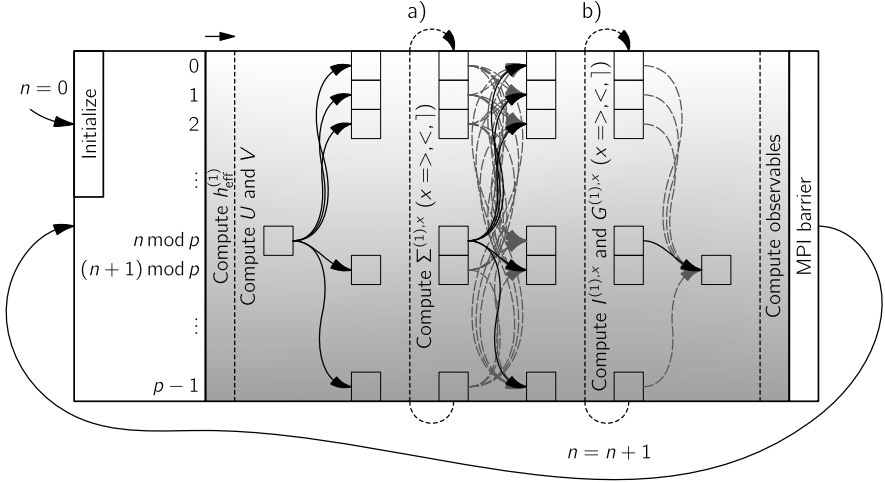 a)
b)
n = 0
Initialize
0
1
2
⋮
n mod p
(n + 1) mod p
⋮
p − 1
Compute h_eff^(1)
Compute U and V
Compute Σ^(1),x (x =>,<,⌉)
Compute I^(1),x and G^(1),x (x =>,<,⌉)
Compute observables
MPI barrier
n = n + 1